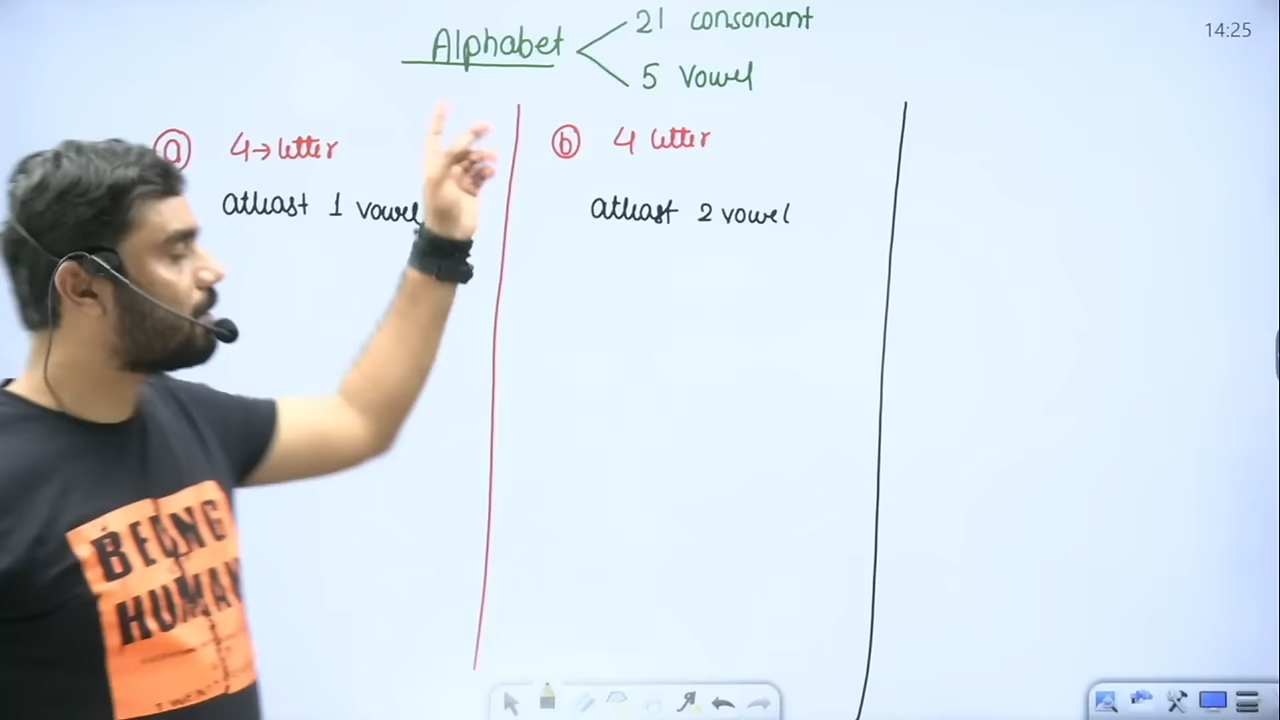 Alphabet
21 consonant
5 vowel
14:25
a 4→letter
atleast 1 vowel
b 4 letter
atleast 2 vowel
BEING
HUMAN